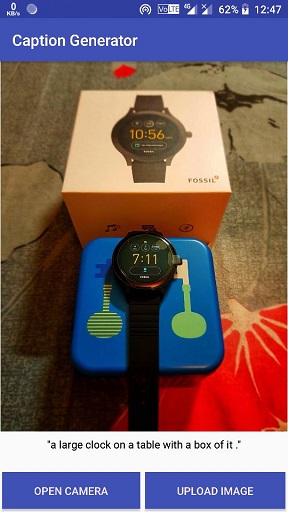 0
KB/s
VoLTE 4G 62% 12:47
Caption Generator
10:56
FOSSIL
7:11
"a large clock on a table with a box of it ."
OPEN CAMERA
UPLOAD IMAGE